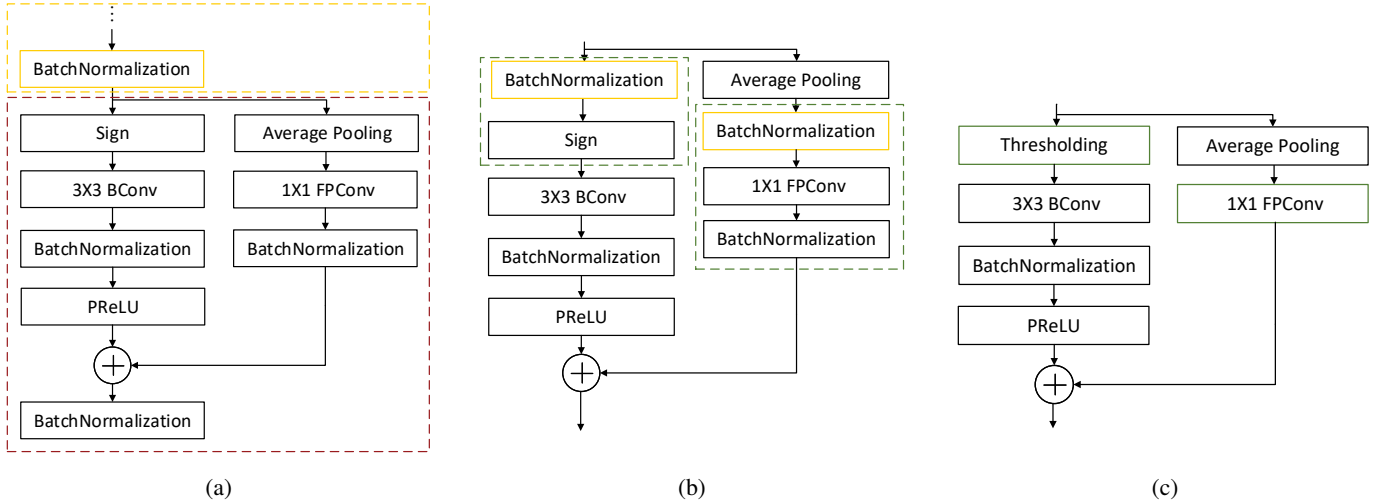 BatchNormalization
Sign
Average Pooling
3X3 BConv
1X1 FPConv
BatchNormalization
BatchNormalization
PReLU
BatchNormalization
(a)
BatchNormalization
Average Pooling
Sign
BatchNormalization
3X3 BConv
1X1 FPConv
BatchNormalization
BatchNormalization
PReLU
(b)
Thresholding
Average Pooling
3X3 BConv
1X1 FPConv
BatchNormalization
PReLU
(c)